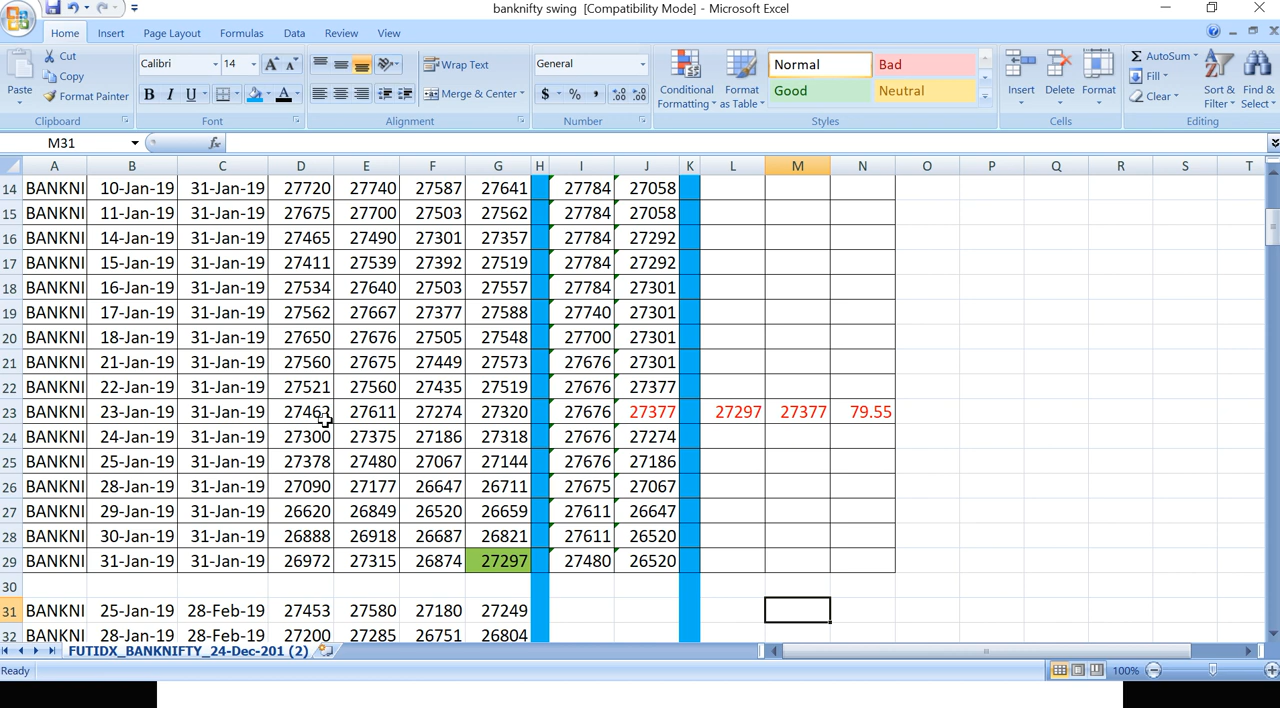 banknifty swing [Compatibility Mode] - Microsoft Excel
Home Insert Page Layout Formulas Data Review View
Paste
Cut
Copy
Format Painter
Clipboard
Calibri 14
B I U
Font
Wrap Text
Merge & Center
Alignment
General
$ % ,
Number
Conditional Formatting
Format as Table
Normal Bad
Good Neutral
Styles
Insert Delete Format
Cells
AutoSum
Fill
Clear
Sort & Filter
Find & Select
Editing
M31 fx
A B C D E F G H I J K L M N O P Q R S T
14 BANKNI 10-Jan-19 31-Jan-19 27720 27740 27587 27641 27784 27058
15 BANKNI 11-Jan-19 31-Jan-19 27675 27700 27503 27562 27784 27058
16 BANKNI 14-Jan-19 31-Jan-19 27465 27490 27301 27357 27784 27292
17 BANKNI 15-Jan-19 31-Jan-19 27411 27539 27392 27519 27784 27292
18 BANKNI 16-Jan-19 31-Jan-19 27534 27640 27503 27557 27784 27301
19 BANKNI 17-Jan-19 31-Jan-19 27562 27667 27377 27588 27740 27301
20 BANKNI 18-Jan-19 31-Jan-19 27650 27676 27505 27548 27700 27301
21 BANKNI 21-Jan-19 31-Jan-19 27560 27675 27449 27573 27676 27301
22 BANKNI 22-Jan-19 31-Jan-19 27521 27560 27435 27519 27676 27377
23 BANKNI 23-Jan-19 31-Jan-19 27611 27274 27320 27676 27377 27297 27377 79.55
24 BANKNI 24-Jan-19 31-Jan-19 27300 27375 27186 27318 27676 27274
25 BANKNI 25-Jan-19 31-Jan-19 27378 27480 27067 27144 27676 27186
26 BANKNI 28-Jan-19 31-Jan-19 27090 27177 26647 26711 27675 27067
27 BANKNI 29-Jan-19 31-Jan-19 26620 26849 26520 26659 27611 26647
28 BANKNI 30-Jan-19 31-Jan-19 26888 26918 26687 26821 27611 26520
29 BANKNI 31-Jan-19 31-Jan-19 26972 27315 26874 27297 27480 26520
30
31 BANKNI 25-Jan-19 28-Feb-19 27453 27580 27180 27249
32 BANKNI 28-Jan-19 28-Feb-19 27200 27285 26751 26804
FUTIDX_BANKNIFTY_24-Dec-201 (2)
Ready 100%